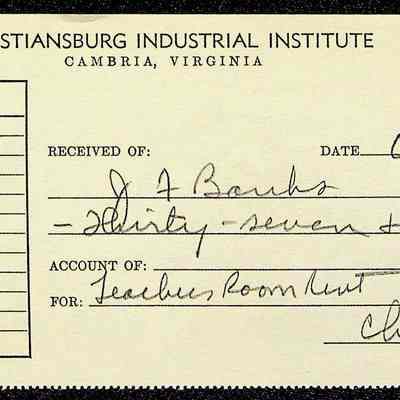 STIANSBURG INDUSTRIAL INSTITUTE
CAMBRIA, VIRGINIA
RECEIVED OF: DATE
J F Banks
- Thirty-seven +
ACCOUNT OF:
FOR: Teachers Room Rent